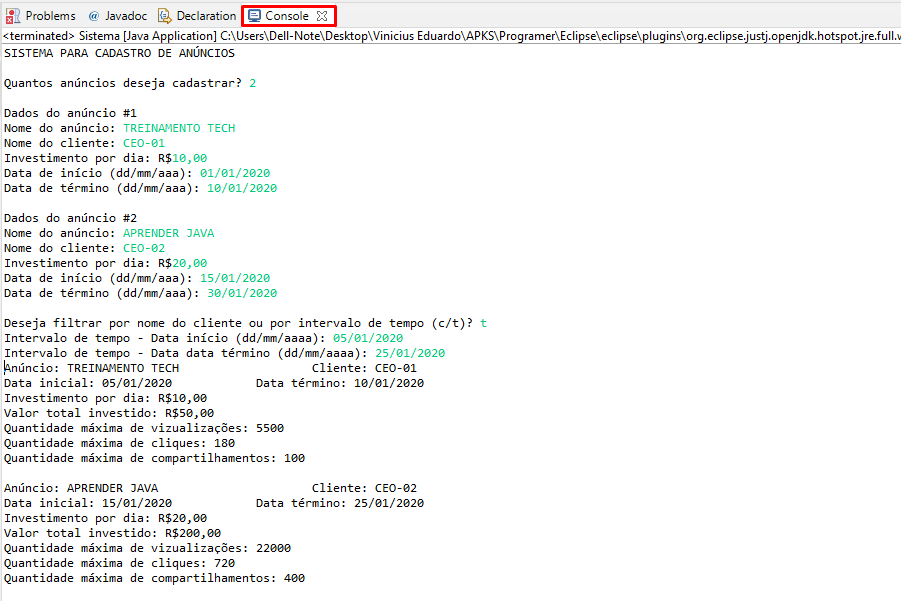 Problems @ Javadoc Declaration Console
<terminated> Sistema [Java Application] C:\Users\Dell-Note\Desktop\Vinicius Eduardo\APKS\Programer\Eclipse\eclipse\plugins\org.eclipse.justj.openjdk.hotspot.jre.full.w
SISTEMA PARA CADASTRO DE ANÚNCIOS
Quantos anúncios deseja cadastrar? 2
Dados do anúncio #1
Nome do anúncio: TREINAMENTO TECH
Nome do cliente: CEO-01
Investimento por dia: R$10,00
Data de início (dd/mm/aaa): 01/01/2020
Data de término (dd/mm/aaa): 10/01/2020
Dados do anúncio #2
Nome do anúncio: APRENDER JAVA
Nome do cliente: CEO-02
Investimento por dia: R$20,00
Data de início (dd/mm/aaa): 15/01/2020
Data de término (dd/mm/aaa): 30/01/2020
Deseja filtrar por nome do cliente ou por intervalo de tempo (c/t)? t
Intervalo de tempo - Data início (dd/mm/aaaa): 05/01/2020
Intervalo de tempo - Data data término (dd/mm/aaaa): 25/01/2020
Anúncio: TREINAMENTO TECH Cliente: CEO-01
Data inicial: 05/01/2020 Data término: 10/01/2020
Investimento por dia: R$10,00
Valor total investido: R$50,00
Quantidade máxima de vizualizações: 5500
Quantidade máxima de cliques: 180
Quantidade máxima de compartilhamentos: 100
Anúncio: APRENDER JAVA Cliente: CEO-02
Data inicial: 15/01/2020 Data término: 25/01/2020
Investimento por dia: R$20,00
Valor total investido: R$200,00
Quantidade máxima de vizualizações: 22000
Quantidade máxima de cliques: 720
Quantidade máxima de compartilhamentos: 400